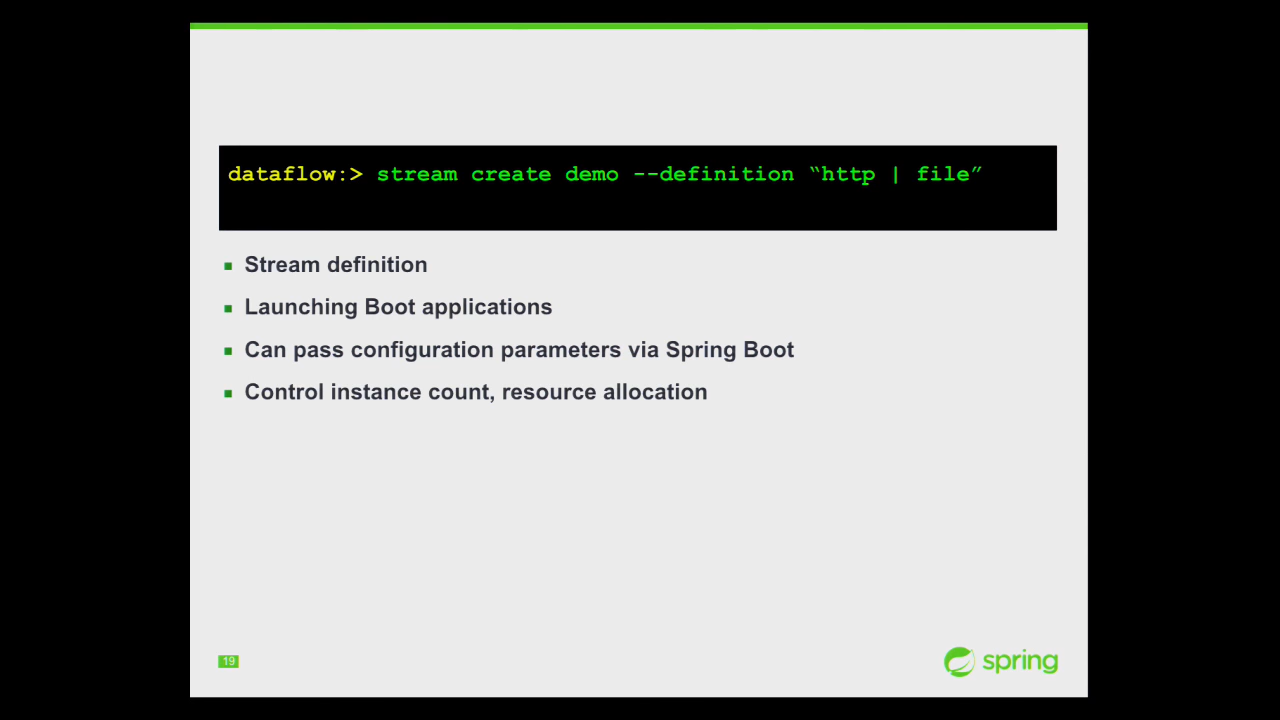 dataflow:> stream create demo --definition “http | file”
▪ Stream definition
▪ Launching Boot applications
▪ Can pass configuration parameters via Spring Boot
▪ Control instance count, resource allocation
19
spring